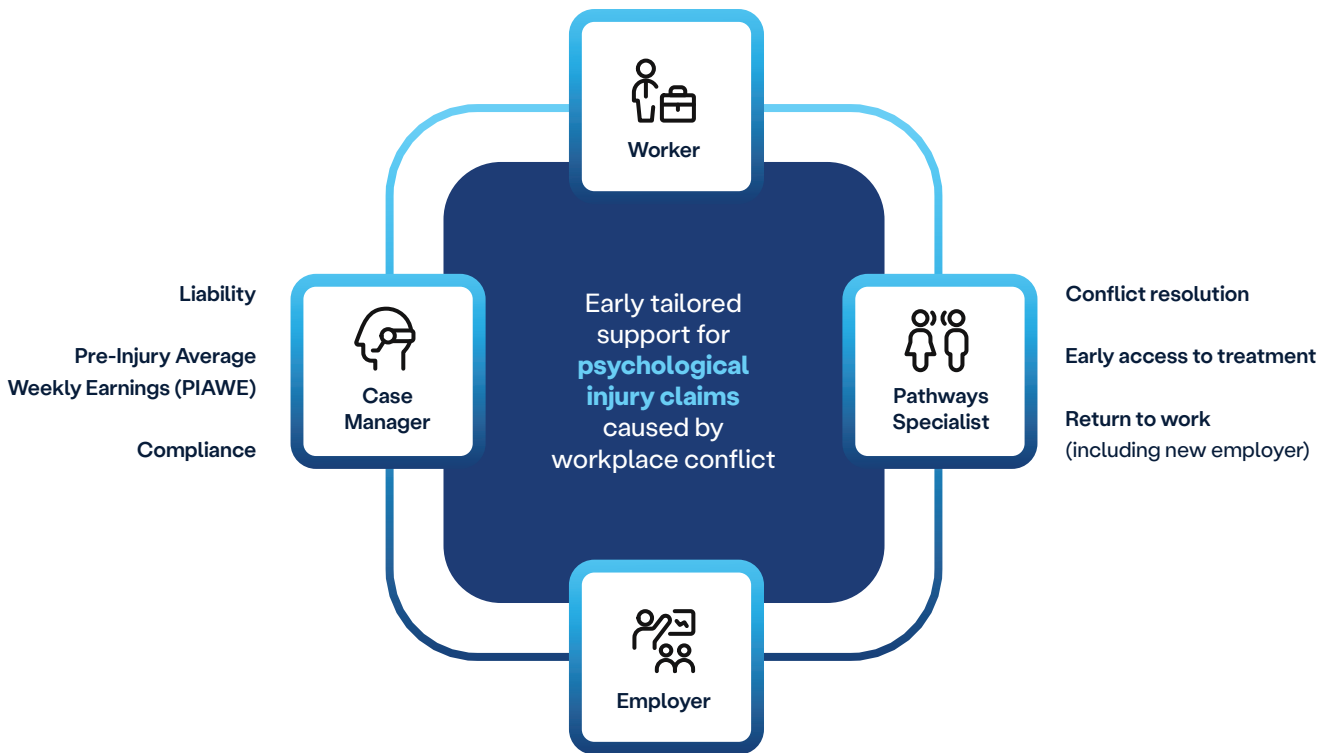 Worker
Liability
Pre-Injury Average
Weekly Earnings (PIAWE)
Compliance
Case
Manager
Early tailored
support for
psychological
injury claims
caused by
workplace conflict
Pathways
Specialist
Conflict resolution
Early access to treatment
Return to work
(including new employer)
Employer